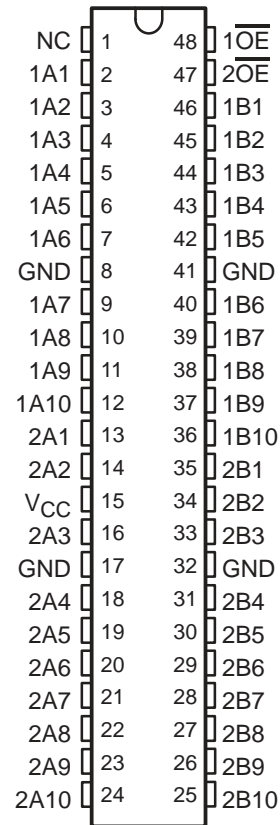 NC 1 48 1O̅E̅
1A1 2 47 2O̅E̅
1A2 3 46 1B1
1A3 4 45 1B2
1A4 5 44 1B3
1A5 6 43 1B4
1A6 7 42 1B5
GND 8 41 GND
1A7 9 40 1B6
1A8 10 39 1B7
1A9 11 38 1B8
1A10 12 37 1B9
2A1 13 36 1B10
2A2 14 35 2B1
VCC 15 34 2B2
2A3 16 33 2B3
GND 17 32 GND
2A4 18 31 2B4
2A5 19 30 2B5
2A6 20 29 2B6
2A7 21 28 2B7
2A8 22 27 2B8
2A9 23 26 2B9
2A10 24 25 2B10